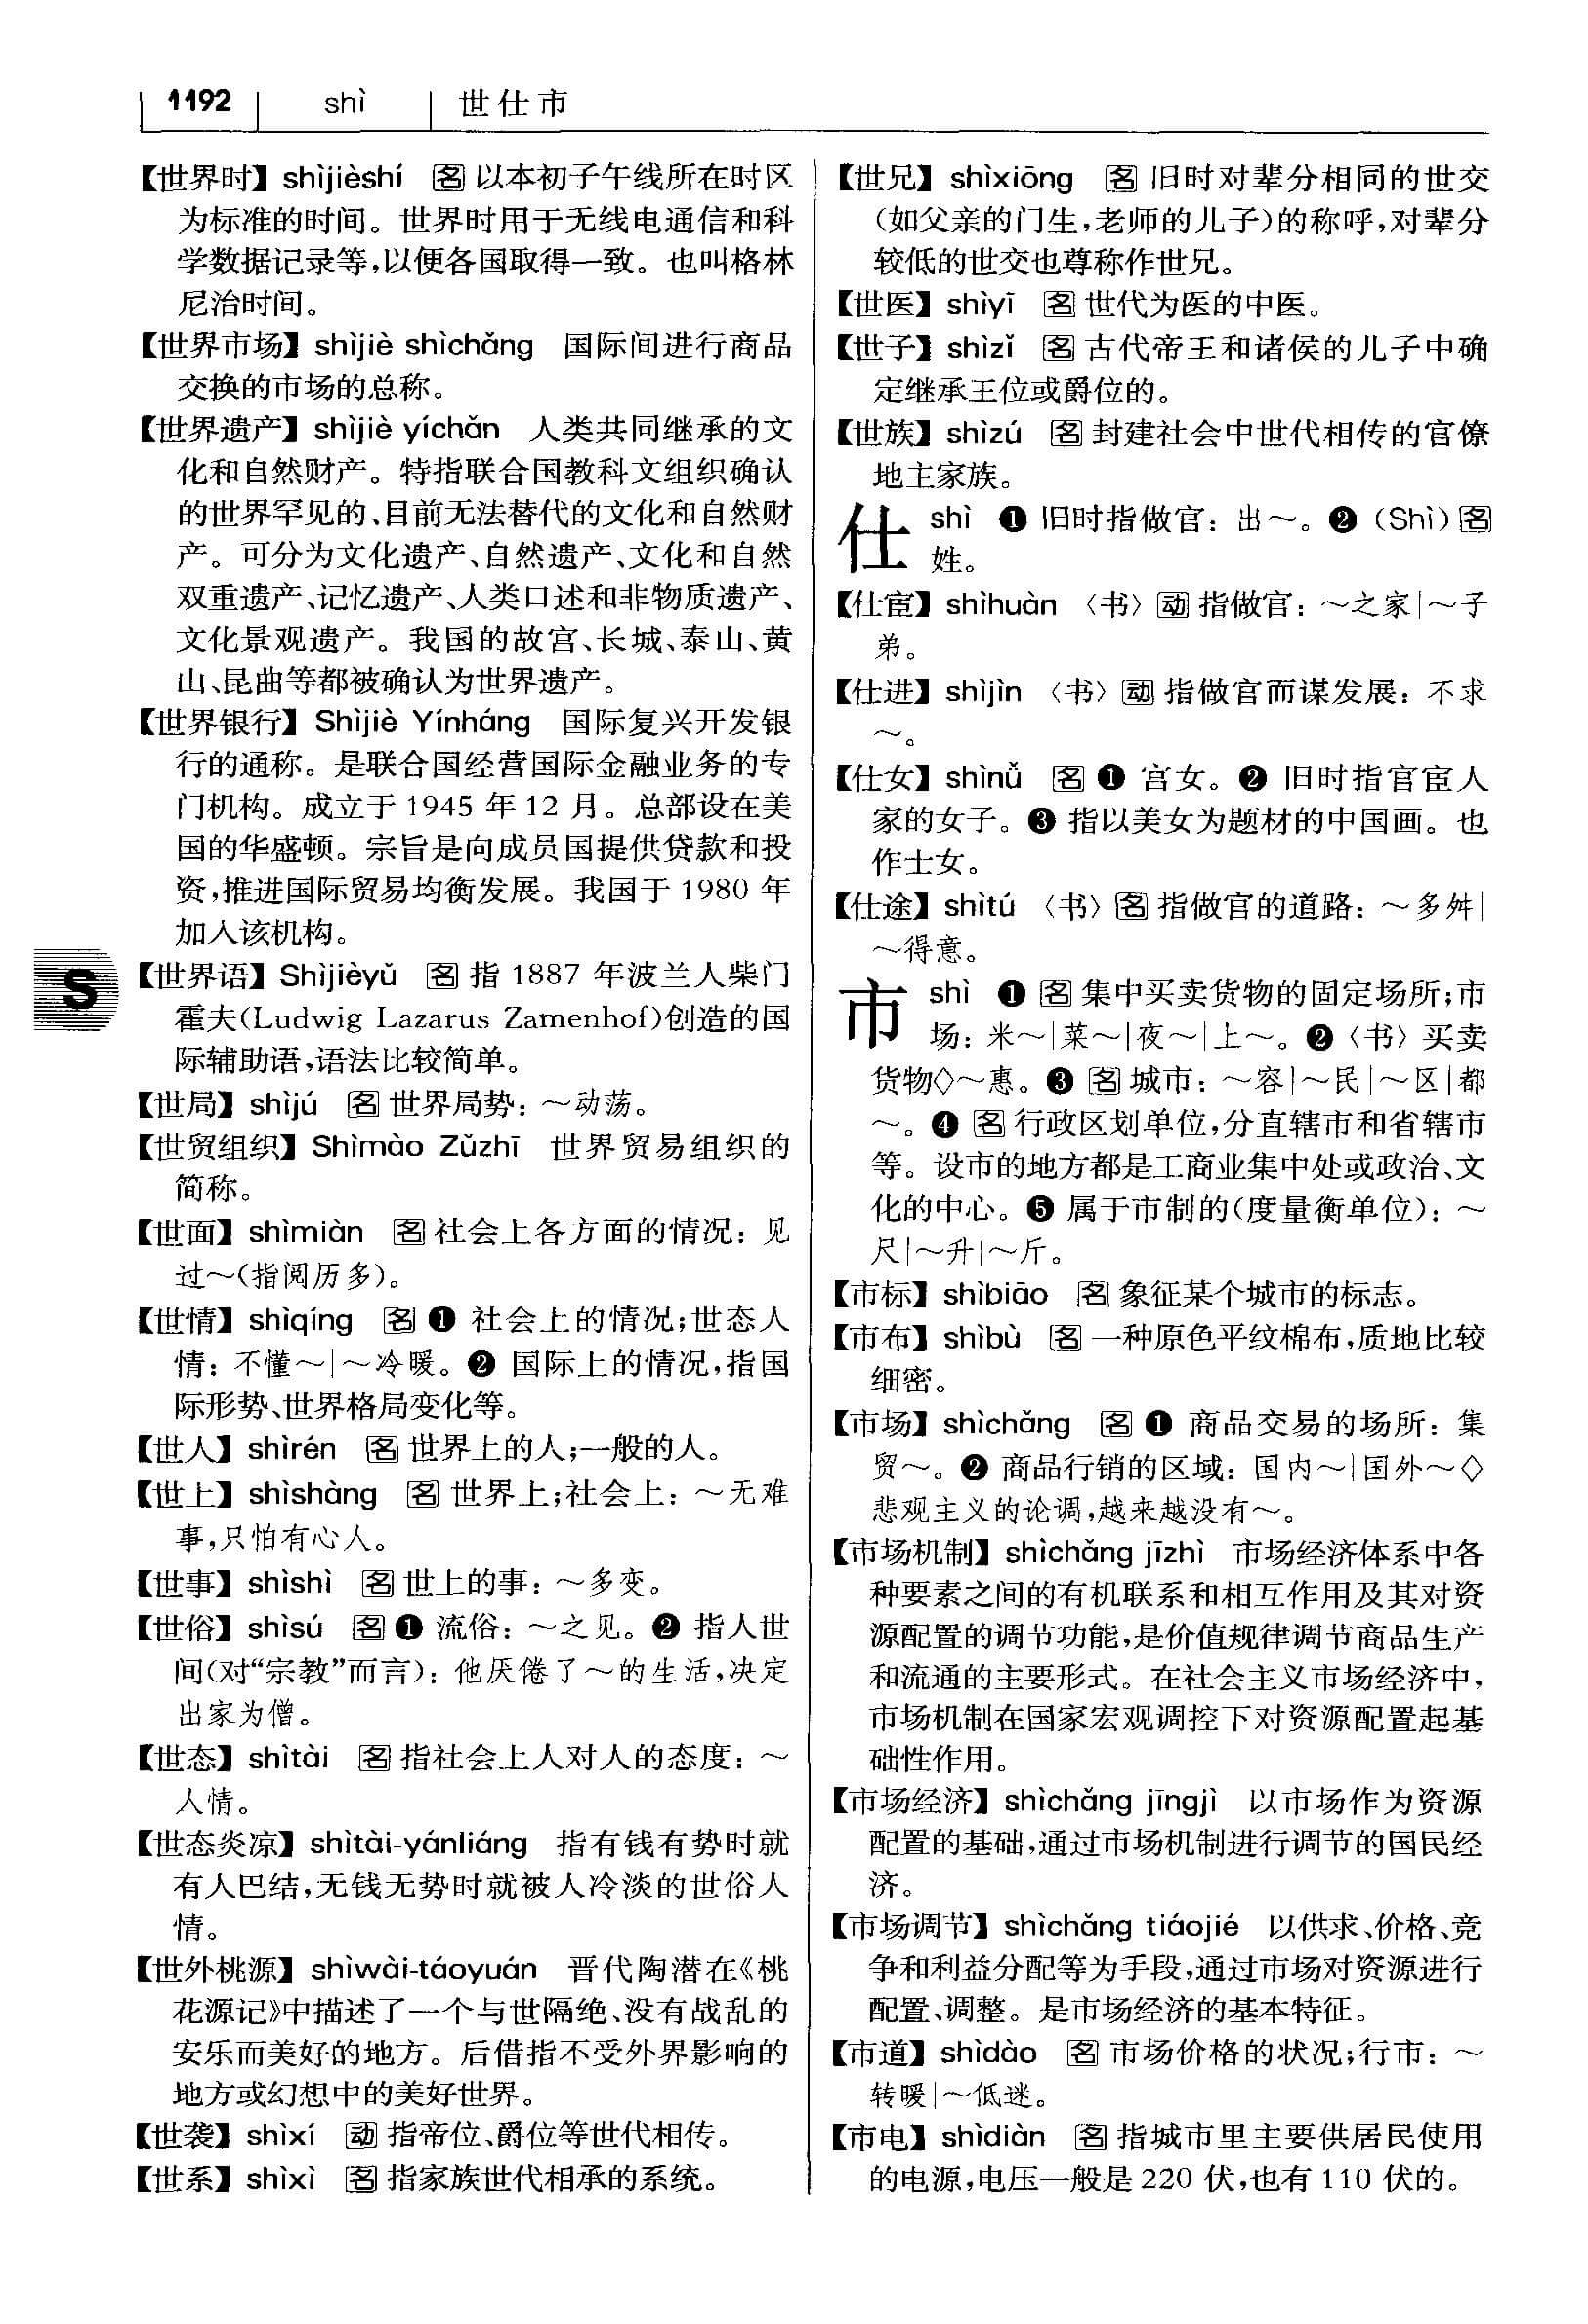 1192 shì 世仕市
【世界时】 shìjièshí 名 以本初子午线所在时区
为标准的时间。世界时用于无线电通信和科
学数据记录等，以便各国取得一致。也叫格林
尼治时间。
【世界市场】 shìjiè shìchǎng 国际间进行商品
交换的市场的总称。
【世界遗产】 shìjiè yíchǎn 人类共同继承的文
化和自然财产。特指联合国教科文组织确认
的世界罕见的、目前无法替代的文化和自然财
产。可分为文化遗产、自然遗产、文化和自然
双重遗产、记忆遗产、人类口述和非物质遗产、
文化景观遗产。我国的故宫、长城、泰山、黄
山、昆曲等都被确认为世界遗产。
【世界银行】 Shìjiè Yínháng 国际复兴开发银
行的通称。是联合国经营国际金融业务的专
门机构。成立于 1945 年 12 月。总部设在美
国的华盛顿。宗旨是向成员国提供贷款和投
资，推进国际贸易均衡发展。我国于 1980 年
加入该机构。
S
【世界语】 Shìjièyǔ 名 指 1887 年波兰人柴门
霍夫(Ludwig Lazarus Zamenhof)创造的国
际辅助语，语法比较简单。
【世局】 shìjú 名 世界局势：～动荡。
【世贸组织】 Shìmào Zǔzhī 世界贸易组织的
简称。
【世面】 shìmiàn 名 社会上各方面的情况：见
过～(指阅历多)。
【世情】 shìqíng 名 ❶ 社会上的情况；世态人
情：不懂～|～冷暖。❷ 国际上的情况，指国
际形势、世界格局变化等。
【世人】 shìrén 名 世界上的人；一般的人。
【世上】 shìshàng 名 世界上；社会上：～无难
事，只怕有心人。
【世事】 shìshì 名 世上的事：～多变。
【世俗】 shìsú 名 ❶ 流俗：～之见。❷ 指人世
间(对“宗教”而言)：他厌倦了～的生活，决定
出家为僧。
【世态】 shìtài 名 指社会上人对人的态度：～
人情。
【世态炎凉】 shìtài-yánliáng 指有钱有势时就
有人巴结，无钱无势时就被人冷淡的世俗人
情。
【世外桃源】 shìwài-táoyuán 晋代陶潜在《桃
花源记》中描述了一个与世隔绝、没有战乱的
安乐而美好的地方。后借指不受外界影响的
地方或幻想中的美好世界。
【世袭】 shìxí 动 指帝位、爵位等世代相传。
【世系】 shìxì 名 指家族世代相承的系统。
【世兄】 shìxiōng 名 旧时对辈分相同的世交
(如父亲的门生，老师的儿子)的称呼，对辈分
较低的世交也尊称作世兄。
【世医】 shìyī 名 世代为医的中医。
【世子】 shìzǐ 名 古代帝王和诸侯的儿子中确
定继承王位或爵位的。
【世族】 shìzú 名 封建社会中世代相传的官僚
地主家族。
仕 shì ❶ 旧时指做官：出～。❷ (Shì) 名
姓。
【仕宦】 shìhuàn 〈书〉动 指做官：～之家|～子
弟。
【仕进】 shìjìn 〈书〉动 指做官而谋发展：不求
～。
【仕女】 shìnǚ 名 ❶ 宫女。❷ 旧时指官宦人
家的女子。❸ 指以美女为题材的中国画。也
作士女。
【仕途】 shìtú 〈书〉名 指做官的道路：～多舛|
～得意。
市 shì ❶ 名 集中买卖货物的固定场所；市
场：米～|菜～|夜～|上～。❷〈书〉买卖
货物◇～惠。❸ 名 城市：～容|～民|～区|都
～。❹ 名 行政区划单位，分直辖市和省辖市
等。设市的地方都是工商业集中处或政治、文
化的中心。❺ 属于市制的(度量衡单位)：～
尺|～升|～斤。
【市标】 shìbiāo 名 象征某个城市的标志。
【市布】 shìbù 名 一种原色平纹棉布，质地比较
细密。
【市场】 shìchǎng 名 ❶ 商品交易的场所：集
贸～。❷ 商品行销的区域：国内～|国外～◇
悲观主义的论调，越来越没有～。
【市场机制】 shìchǎng jīzhì 市场经济体系中各
种要素之间的有机联系和相互作用及其对资
源配置的调节功能，是价值规律调节商品生产
和流通的主要形式。在社会主义市场经济中，
市场机制在国家宏观调控下对资源配置起基
础性作用。
【市场经济】 shìchǎng jīngjì 以市场作为资源
配置的基础，通过市场机制进行调节的国民经
济。
【市场调节】 shìchǎng tiáojié 以供求、价格、竞
争和利益分配等为手段，通过市场对资源进行
配置、调整。是市场经济的基本特征。
【市道】 shìdào 名 市场价格的状况；行市：～
转暖|～低迷。
【市电】 shìdiàn 名 指城市里主要供居民使用
的电源，电压一般是 220 伏，也有 110 伏的。